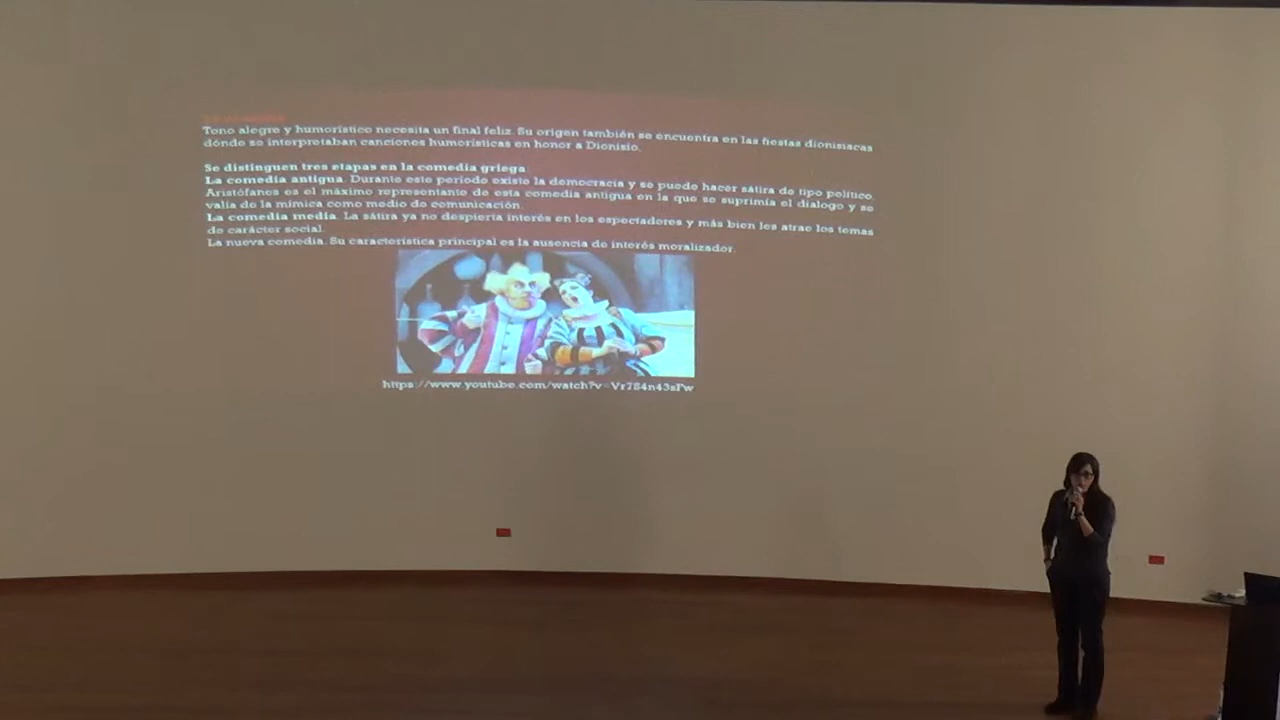 Tono alegre y humorístico necesita un final feliz. Su origen también se encuentra en las fiestas dionisiacas
dónde se interpretaban canciones humorísticas en honor a Dionisio.
Se distinguen tres etapas en la comedia griega
La comedia antigua. Durante este periodo existe la democracia y se puede hacer sátira de tipo político.
Aristófanes es el máximo representante de esta comedia antigua en la que se suprimía el dialogo y se
valía de la mímica como medio de comunicación.
La comedia media. La sátira ya no despierta interés en los espectadores y más bien les atrae los temas
de carácter social.
La nueva comedia. Su característica principal es la ausencia de interés moralizador.